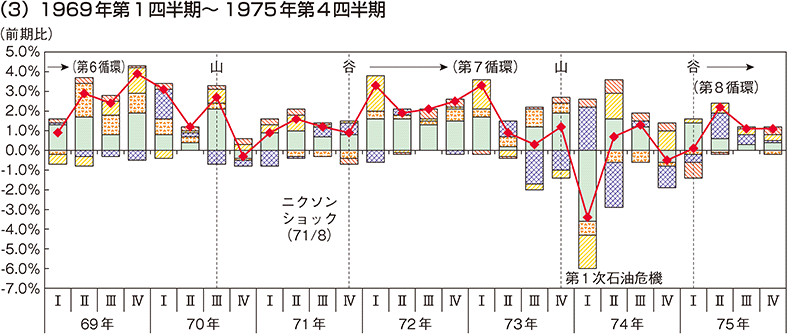 （3）1969年第1四半期～1975年第4四半期
（前期比）
5.0%
4.0%
3.0%
2.0%
1.0%
0.0%
-1.0%
-2.0%
-3.0%
-4.0%
-5.0%
-6.0%
-7.0%
（第6循環） 山 谷 （第7循環） 山 谷
（第8循環）
ニクソン
ショック
（71/8）
第1次石油危機
Ⅰ Ⅱ Ⅲ Ⅳ Ⅰ Ⅱ Ⅲ Ⅳ Ⅰ Ⅱ Ⅲ Ⅳ Ⅰ Ⅱ Ⅲ Ⅳ Ⅰ Ⅱ Ⅲ Ⅳ Ⅰ Ⅱ Ⅲ Ⅳ Ⅰ Ⅱ Ⅲ Ⅳ
69年 70年 71年 72年 73年 74年 75年